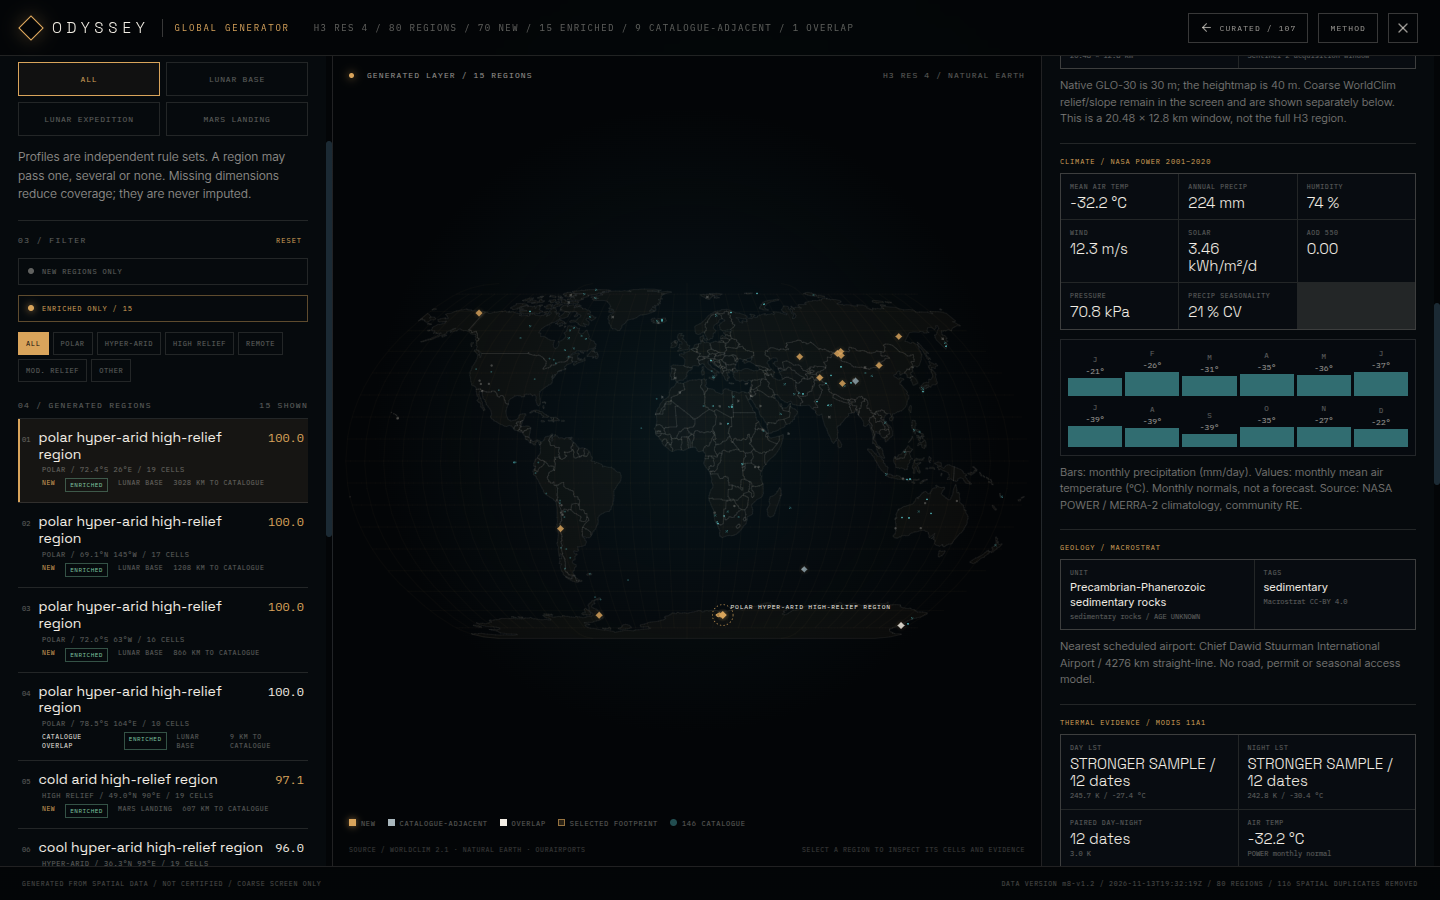 ODYSSEY
GLOBAL GENERATOR
H3 RES 4 / 80 REGIONS / 70 NEW / 15 ENRICHED / 9 CATALOGUE-ADJACENT / 1 OVERLAP
← CURATED / 107
METHOD
ALL
LUNAR BASE
LUNAR EXPEDITION
MARS LANDING
Profiles are independent rule sets. A region may
pass one, several or none. Missing dimensions
reduce coverage; they are never imputed.
03 / FILTER
RESET
NEW REGIONS ONLY
ENRICHED ONLY / 15
ALL
POLAR
HYPER-ARID
HIGH RELIEF
REMOTE
MOD. RELIEF
OTHER
04 / GENERATED REGIONS
15 SHOWN
01 polar hyper-arid high-relief 100.0
region
POLAR / 72.4°S 26°E / 19 CELLS
NEW ENRICHED LUNAR BASE 3028 KM TO CATALOGUE
02 polar hyper-arid high-relief 100.0
region
POLAR / 69.1°N 145°W / 17 CELLS
NEW ENRICHED LUNAR BASE 1208 KM TO CATALOGUE
03 polar hyper-arid high-relief 100.0
region
POLAR / 72.6°S 63°W / 16 CELLS
NEW ENRICHED LUNAR BASE 866 KM TO CATALOGUE
04 polar hyper-arid high-relief 100.0
region
POLAR / 78.5°S 164°E / 10 CELLS
CATALOGUE OVERLAP ENRICHED LUNAR BASE 9 KM TO CATALOGUE
05 cold arid high-relief region 97.1
HIGH RELIEF / 49.0°N 90°E / 19 CELLS
NEW ENRICHED MARS LANDING 607 KM TO CATALOGUE
06 cool hyper-arid high-relief region 96.0
HYPER-ARID / 36.3°N 95°E / 19 CELLS
GENERATED LAYER / 15 REGIONS
H3 RES 4 / NATURAL EARTH
POLAR HYPER-ARID HIGH-RELIEF REGION
NEW
CATALOGUE-ADJACENT
OVERLAP
SELECTED FOOTPRINT
146 CATALOGUE
SOURCE / WORLDCLIM 2.1 · NATURAL EARTH · OURAIRPORTS
SELECT A REGION TO INSPECT ITS CELLS AND EVIDENCE
Native GLO-30 is 30 m; the heightmap is 40 m. Coarse WorldClim
relief/slope remain in the screen and are shown separately below.
This is a 20.48 × 12.8 km window, not the full H3 region.
CLIMATE / NASA POWER 2001–2020
MEAN AIR TEMP
-32.2 °C
ANNUAL PRECIP
224 mm
HUMIDITY
74 %
WIND
12.3 m/s
SOLAR
3.46
kWh/m²/d
AOD 550
0.00
PRESSURE
70.8 kPa
PRECIP SEASONALITY
21 % CV
J F M A M J
-21° -26° -31° -35° -36° -37°
J A S O N D
-39° -39° -39° -35° -27° -22°
Bars: monthly precipitation (mm/day). Values: monthly mean air
temperature (°C). Monthly normals, not a forecast. Source: NASA
POWER / MERRA-2 climatology, community RE.
GEOLOGY / MACROSTRAT
UNIT
Precambrian-Phanerozoic
sedimentary rocks
sedimentary rocks / AGE UNKNOWN
TAGS
sedimentary
Macrostrat CC-BY 4.0
Nearest scheduled airport: Chief Dawid Stuurman International
Airport / 4276 km straight-line. No road, permit or seasonal access
model.
THERMAL EVIDENCE / MODIS 11A1
DAY LST
STRONGER SAMPLE /
12 dates
245.7 K / -27.4 °C
NIGHT LST
STRONGER SAMPLE /
12 dates
242.8 K / -30.4 °C
PAIRED DAY-NIGHT
12 dates
3.0 K
AIR TEMP
-32.2 °C
POWER monthly normal
GENERATED FROM SPATIAL DATA / NOT CERTIFIED / COARSE SCREEN ONLY
DATA VERSION m8-v1.2 / 2026-11-13T19:32:19Z / 80 REGIONS / 116 SPATIAL DUPLICATES REMOVED